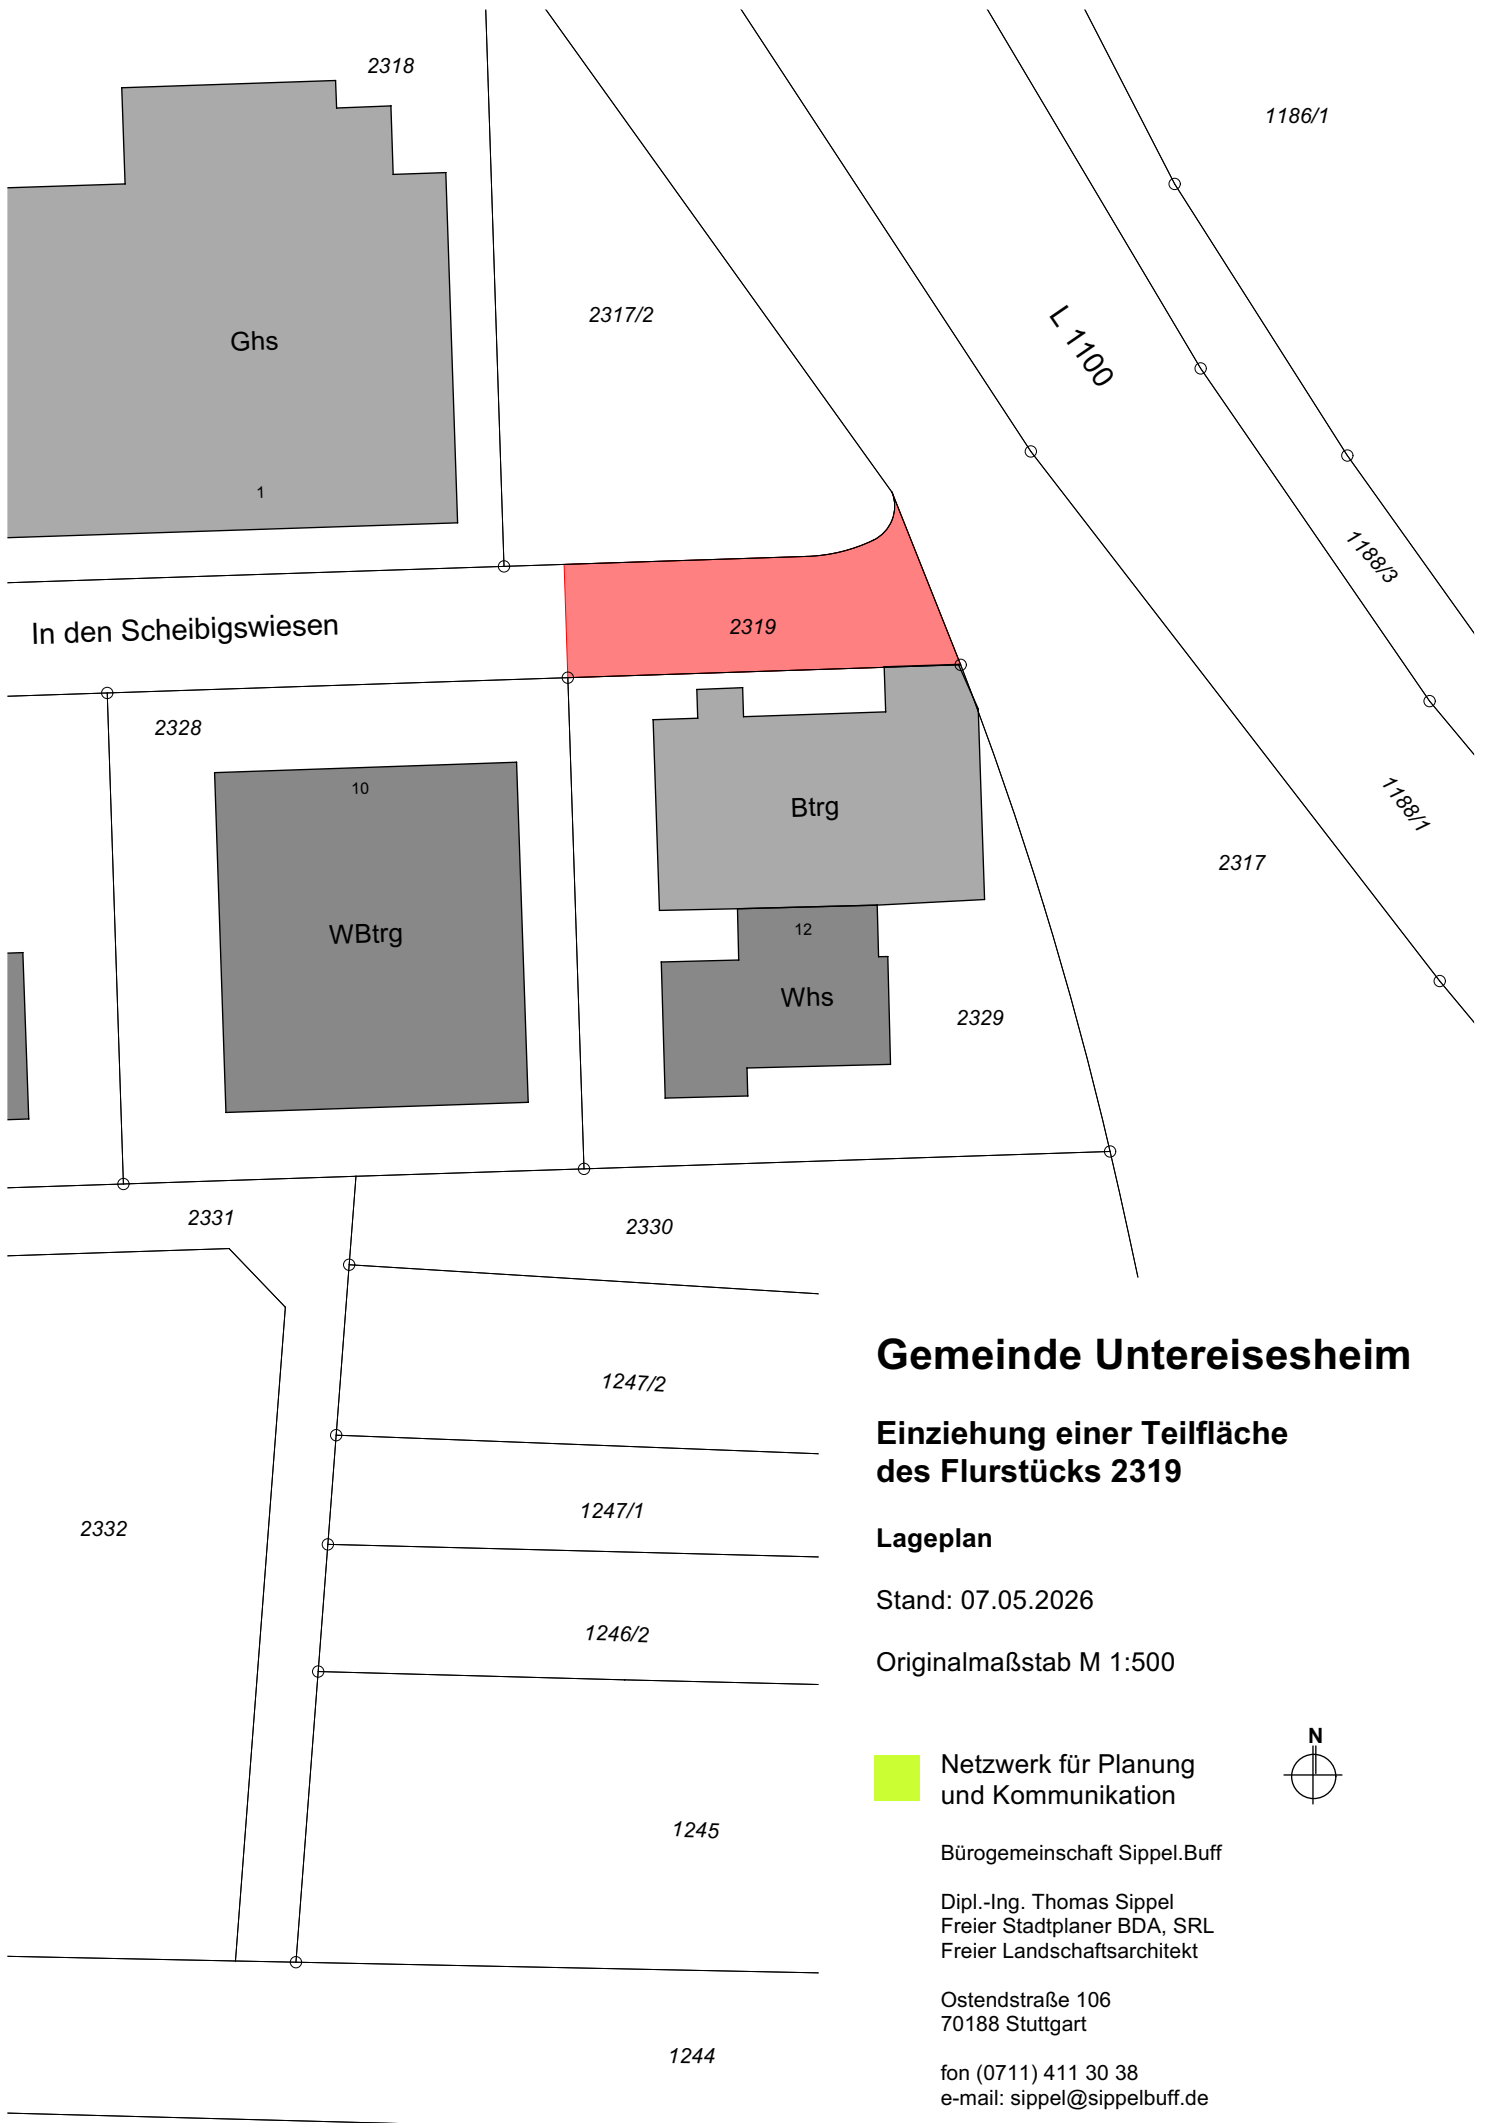 2318
1186/1
2317/2
L 1100
Ghs
1
1188/3
In den Scheibigswiesen
2319
2328
10
Btrg
1188/1
2317
WBtrg
12
Whs
2329
2331
2330
Gemeinde Untereisesheim
1247/2
Einziehung einer Teilfläche
des Flurstücks 2319
1247/1
2332
Lageplan
Stand: 07.05.2026
1246/2
Originalmaßstab M 1:500
N
Netzwerk für Planung
und Kommunikation
1245
Bürogemeinschaft Sippel.Buff
Dipl.-Ing. Thomas Sippel
Freier Stadtplaner BDA, SRL
Freier Landschaftsarchitekt
Ostendstraße 106
70188 Stuttgart
1244
fon (0711) 411 30 38
e-mail: sippel@sippelbuff.de